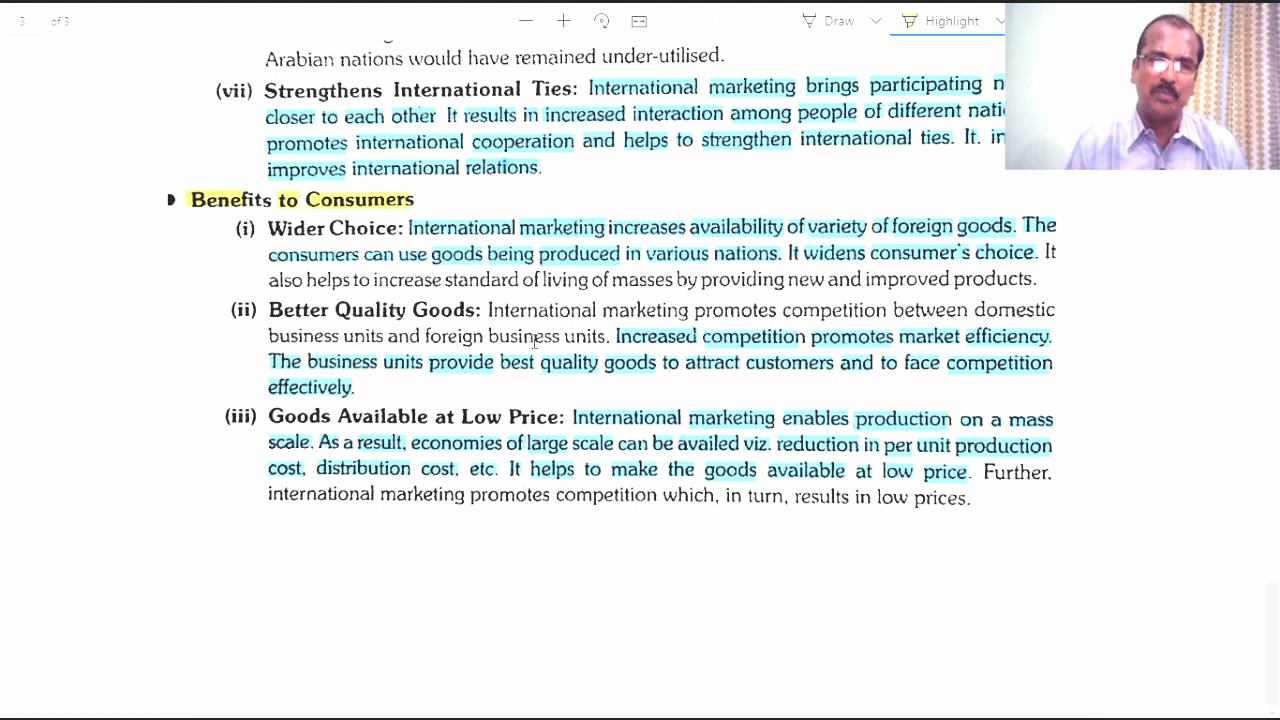 3 of 3
Draw
Highlight
Arabian nations would have remained under-utilised.
(vii) Strengthens International Ties: International marketing brings participating n
closer to each other It results in increased interaction among people of different nati
promotes international cooperation and helps to strengthen international ties. It. in
improves international relations.
Benefits to Consumers
(i) Wider Choice: International marketing increases availability of variety of foreign goods. The
consumers can use goods being produced in various nations. It widens consumer's choice. It
also helps to increase standard of living of masses by providing new and improved products.
(ii) Better Quality Goods: International marketing promotes competition between domestic
business units and foreign business units. Increased competition promotes market efficiency.
The business units provide best quality goods to attract customers and to face competition
effectively.
(iii) Goods Available at Low Price: International marketing enables production on a mass
scale. As a result, economies of large scale can be availed viz. reduction in per unit production
cost, distribution cost, etc. It helps to make the goods available at low price. Further,
international marketing promotes competition which, in turn, results in low prices.